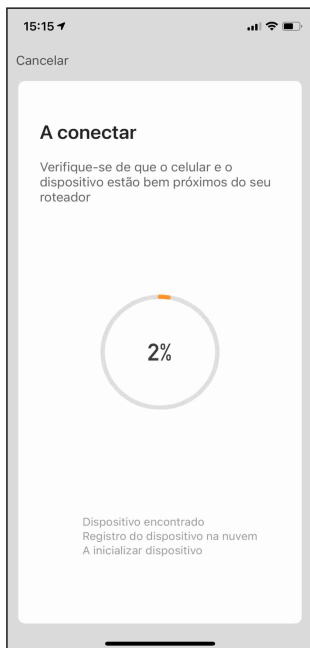 15:15
Cancelar
A conectar
Verifique-se de que o celular e o
dispositivo estão bem próximos do seu
roteador
2%
Dispositivo encontrado
Registro do dispositivo na nuvem
A inicializar dispositivo